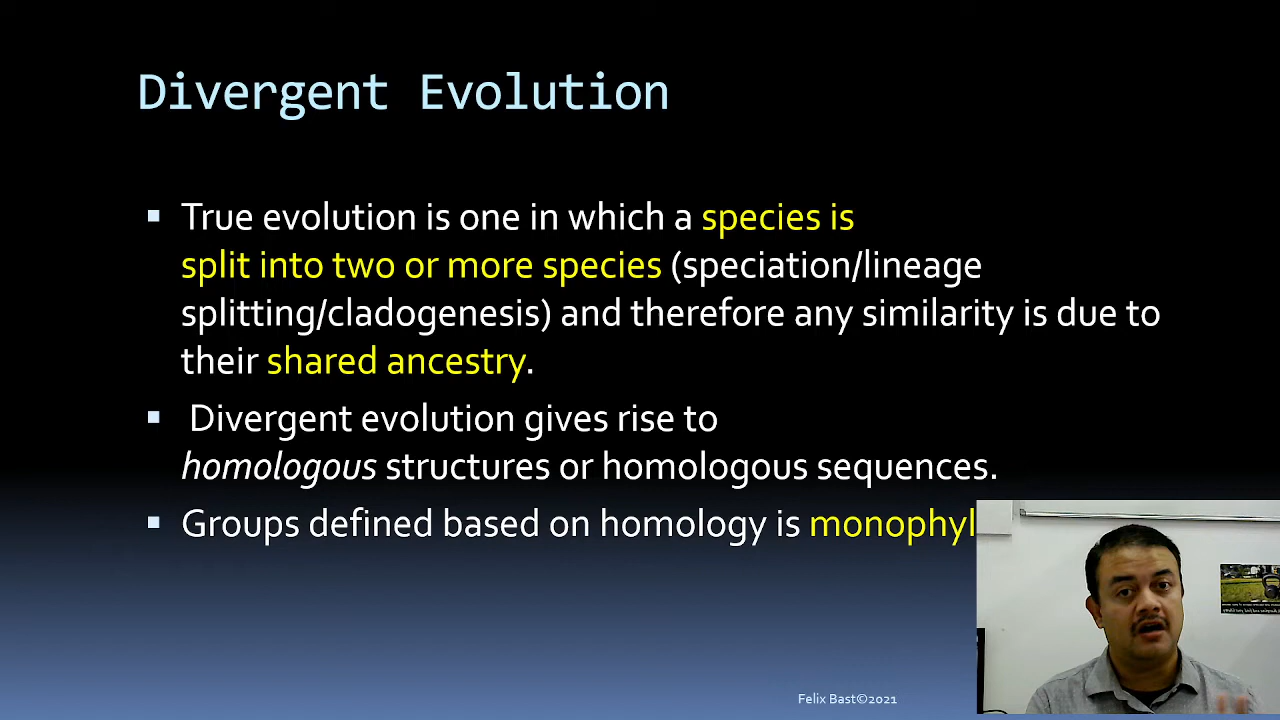 Divergent Evolution
▪ True evolution is one in which a species is
split into two or more species (speciation/lineage
splitting/cladogenesis) and therefore any similarity is due to
their shared ancestry.
▪ Divergent evolution gives rise to
homologous structures or homologous sequences.
▪ Groups defined based on homology is monophyl
Felix Bast©2021